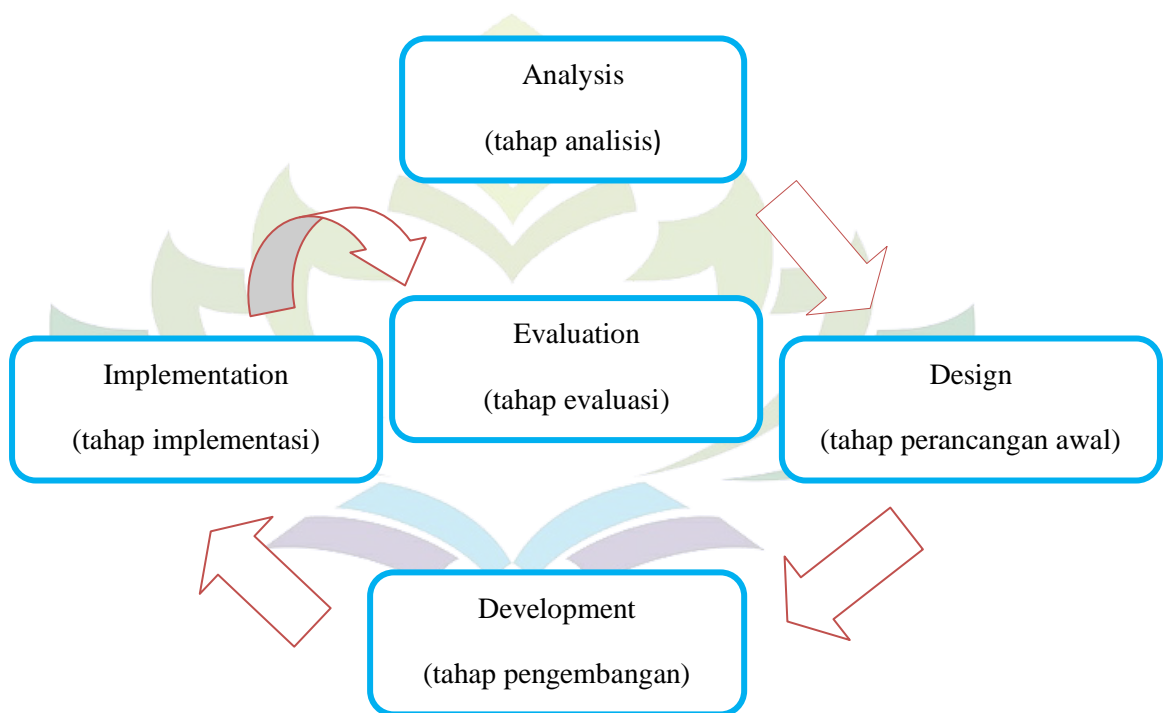 Analysis
(tahap analisis)
Evaluation
(tahap evaluasi)
Implementation
(tahap implementasi)
Design
(tahap perancangan awal)
Development
(tahap pengembangan)